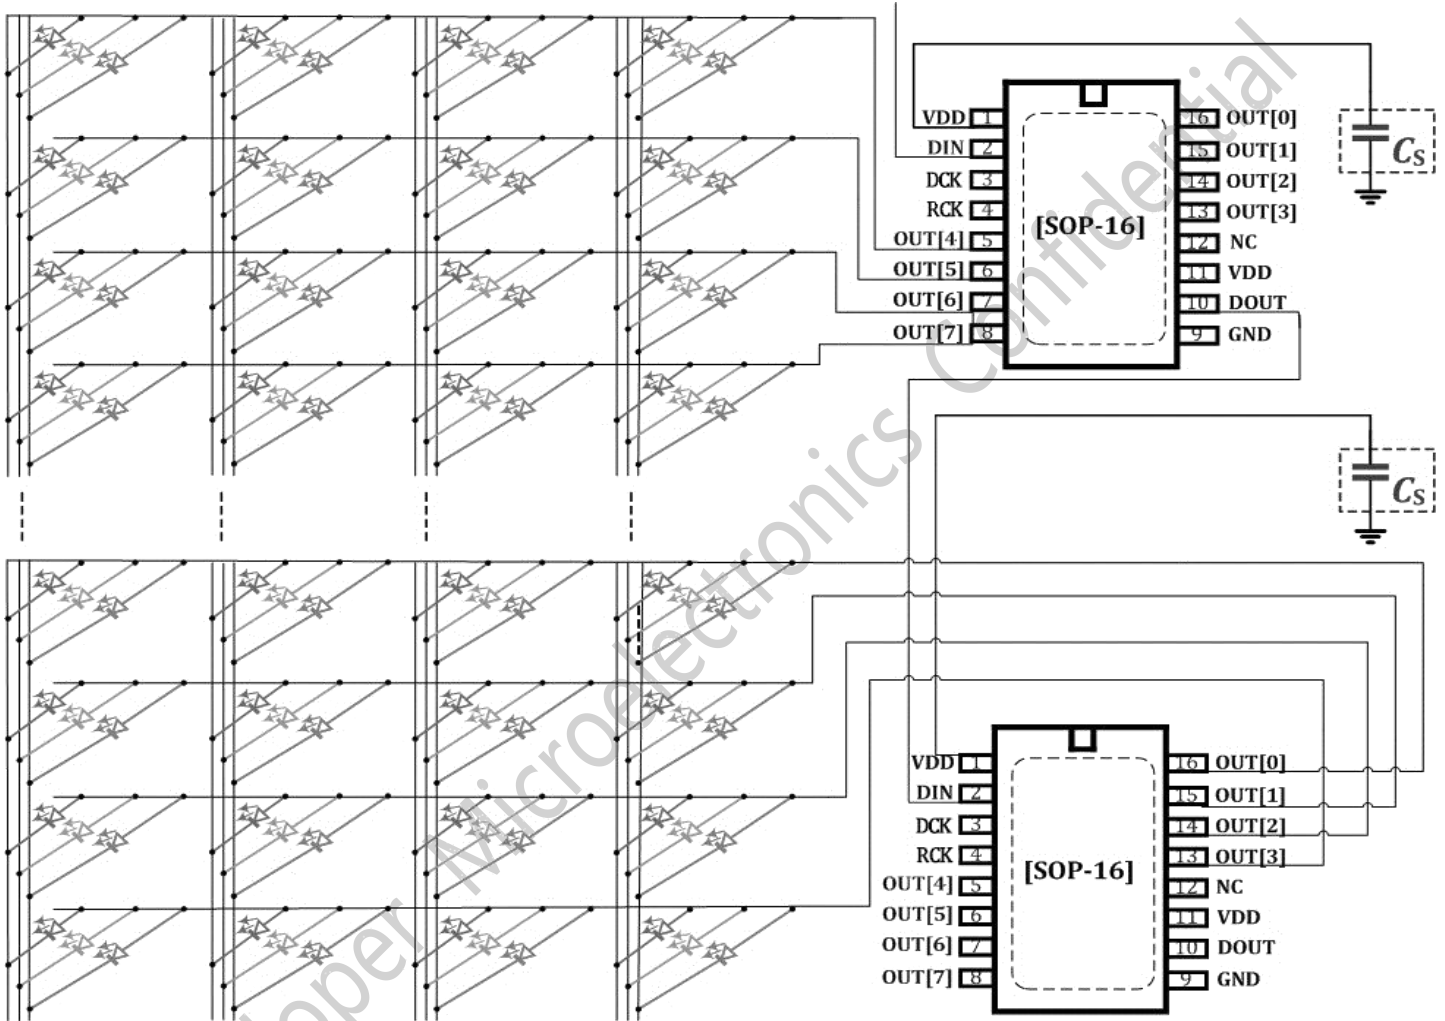 VDD 1
DIN 2
DCK 3
RCK 4
OUT[4] 5
OUT[5] 6
OUT[6] 7
OUT[7] 8
[SOP-16]
16 OUT[0]
15 OUT[1]
14 OUT[2]
13 OUT[3]
12 NC
11 VDD
10 DOUT
9 GND
CS
CS
VDD 1
DIN 2
DCK 3
RCK 4
OUT[4] 5
OUT[5] 6
OUT[6] 7
OUT[7] 8
[SOP-16]
16 OUT[0]
15 OUT[1]
14 OUT[2]
13 OUT[3]
12 NC
11 VDD
10 DOUT
9 GND
Microelectronics Confidential